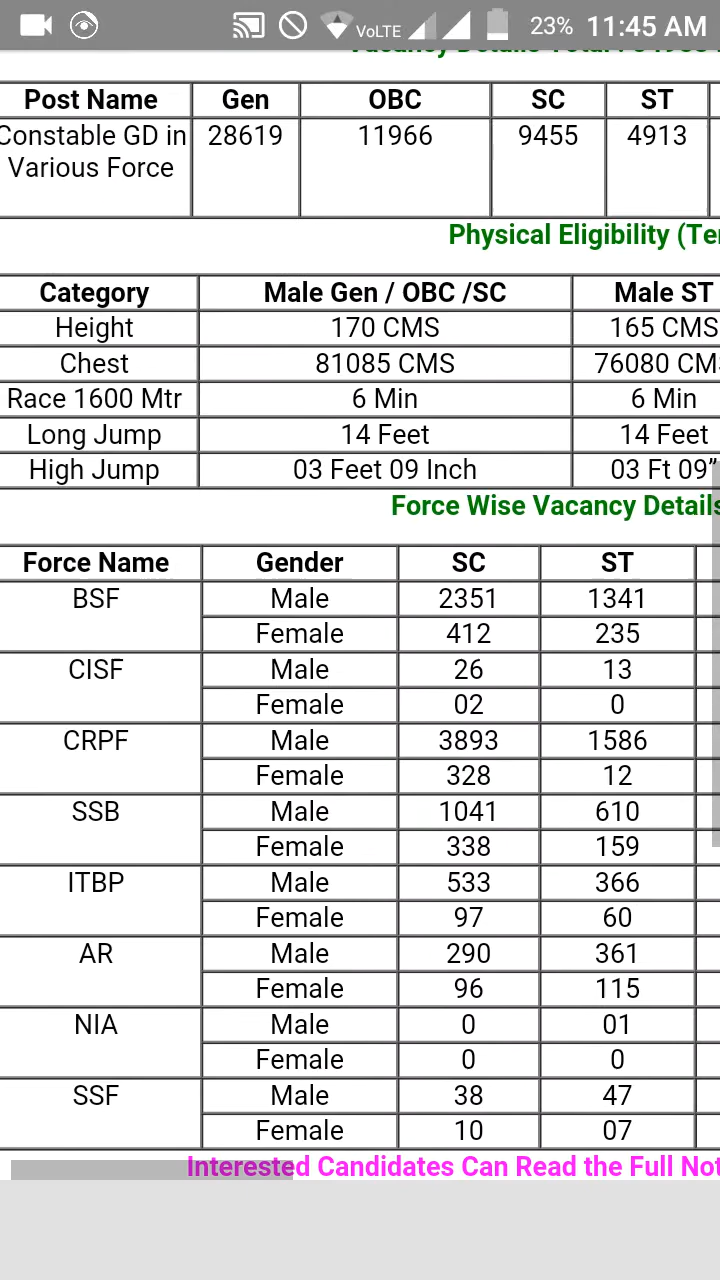 VoLTE 23% 11:45 AM
Vacancy Details Total :
Post Name Gen OBC SC ST
Constable GD in 28619 11966 9455 4913
Various Force
Physical Eligibility (Te
Category Male Gen / OBC /SC Male ST
Height 170 CMS 165 CMS
Chest 81085 CMS 76080 CM
Race 1600 Mtr 6 Min 6 Min
Long Jump 14 Feet 14 Feet
High Jump 03 Feet 09 Inch 03 Ft 09”
Force Wise Vacancy Details
Force Name Gender SC ST
BSF Male 2351 1341
Female 412 235
CISF Male 26 13
Female 02 0
CRPF Male 3893 1586
Female 328 12
SSB Male 1041 610
Female 338 159
ITBP Male 533 366
Female 97 60
AR Male 290 361
Female 96 115
NIA Male 0 01
Female 0 0
SSF Male 38 47
Female 10 07
Interested Candidates Can Read the Full Not